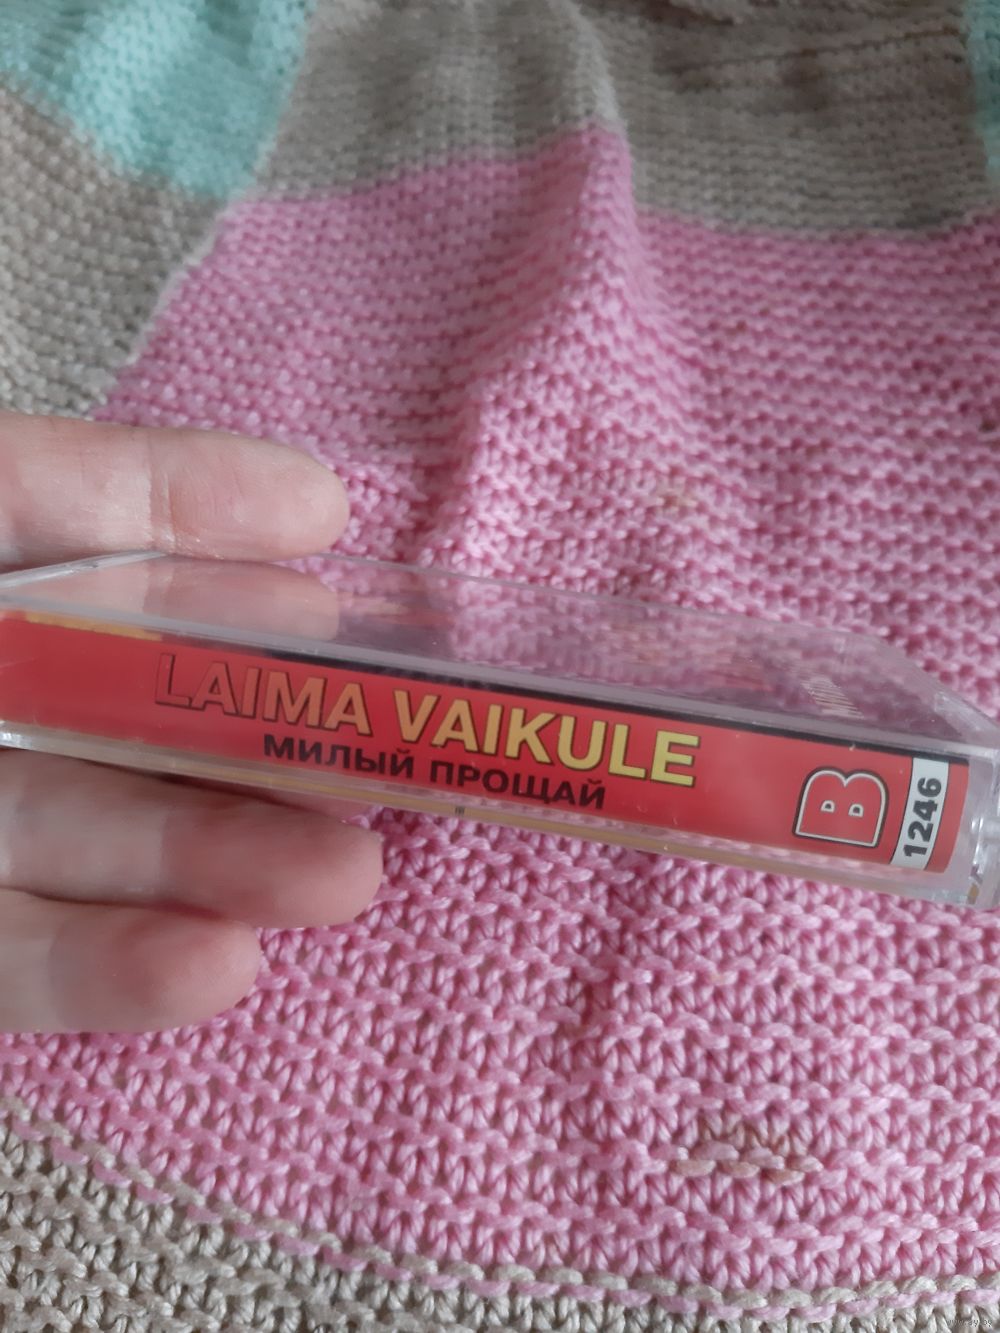 LAIMA VAIKULE
МИЛЫЙ ПРОЩАЙ
B
1246